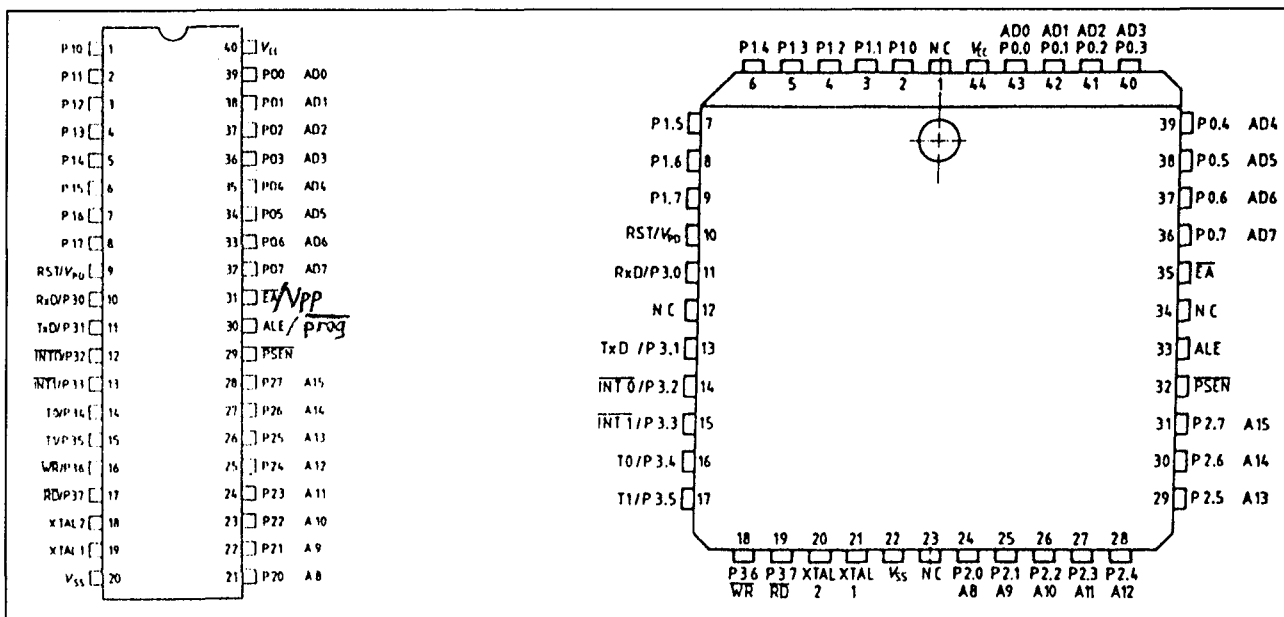 P10 1 40 Vcc
P11 2 39 P00 AD0
P12 3 38 P01 AD1
P13 4 37 P02 AD2
P14 5 36 P03 AD3
P15 6 35 P04 AD4
P16 7 34 P05 AD5
P17 8 33 P06 AD6
RST/VPD 9 32 P07 AD7
RxD/P30 10 31 EA/Vpp
TxD/P31 11 30 ALE/prog
INT0/P32 12 29 PSEN
INT1/P33 13 28 P27 A15
T0/P34 14 27 P26 A14
T1/P35 15 26 P25 A13
WR/P36 16 25 P24 A12
RD/P37 17 24 P23 A11
XTAL2 18 23 P22 A10
XTAL1 19 22 P21 A9
VSS 20 21 P20 A8
AD0 AD1 AD2 AD3
P1.4 P1.3 P1.2 P1.1 P1.0 NC Vcc P0.0 P0.1 P0.2 P0.3
6 5 4 3 2 1 44 43 42 41 40
P1.5 7 39 P0.4 AD4
P1.6 8 38 P0.5 AD5
P1.7 9 37 P0.6 AD6
RST/VPD 10 36 P0.7 AD7
RxD/P3.0 11 35 EA
NC 12 34 NC
TxD/P3.1 13 33 ALE
INT0/P3.2 14 32 PSEN
INT1/P3.3 15 31 P2.7 A15
T0/P3.4 16 30 P2.6 A14
T1/P3.5 17 29 P2.5 A13
18 19 20 21 22 23 24 25 26 27 28
P3.6 P3.7 XTAL XTAL VSS NC P2.0 P2.1 P2.2 P2.3 P2.4
WR RD 2 1 A8 A9 A10 A11 A12